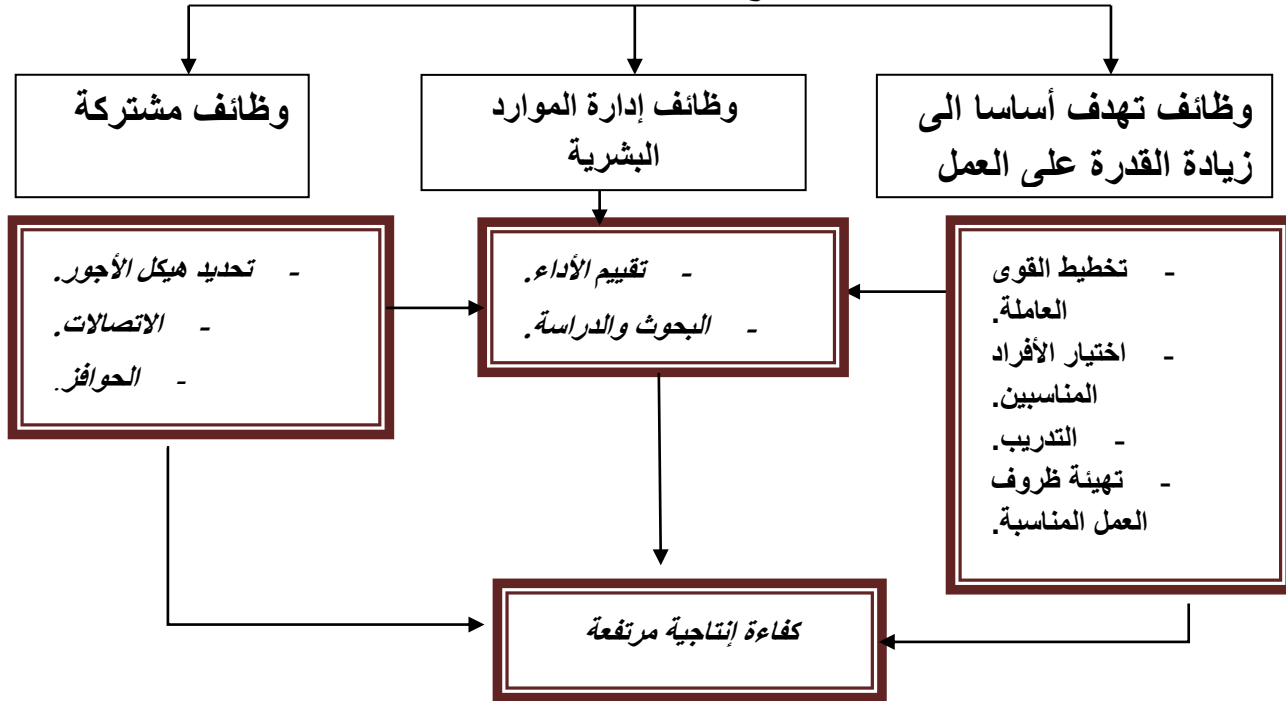 وظائف تهدف أساسا الى
زيادة القدرة على العمل
وظائف إدارة الموارد
البشرية
وظائف مشتركة
- تخطيط القوى
العاملة.
- اختيار الأفراد
المناسبين.
- التدريب.
- تهيئة ظروف
العمل المناسبة.
- تقييم الأداء.
- البحوث والدراسة.
- تحديد هيكل الأجور.
- الاتصالات.
- الحوافز.
كفاءة إنتاجية مرتفعة